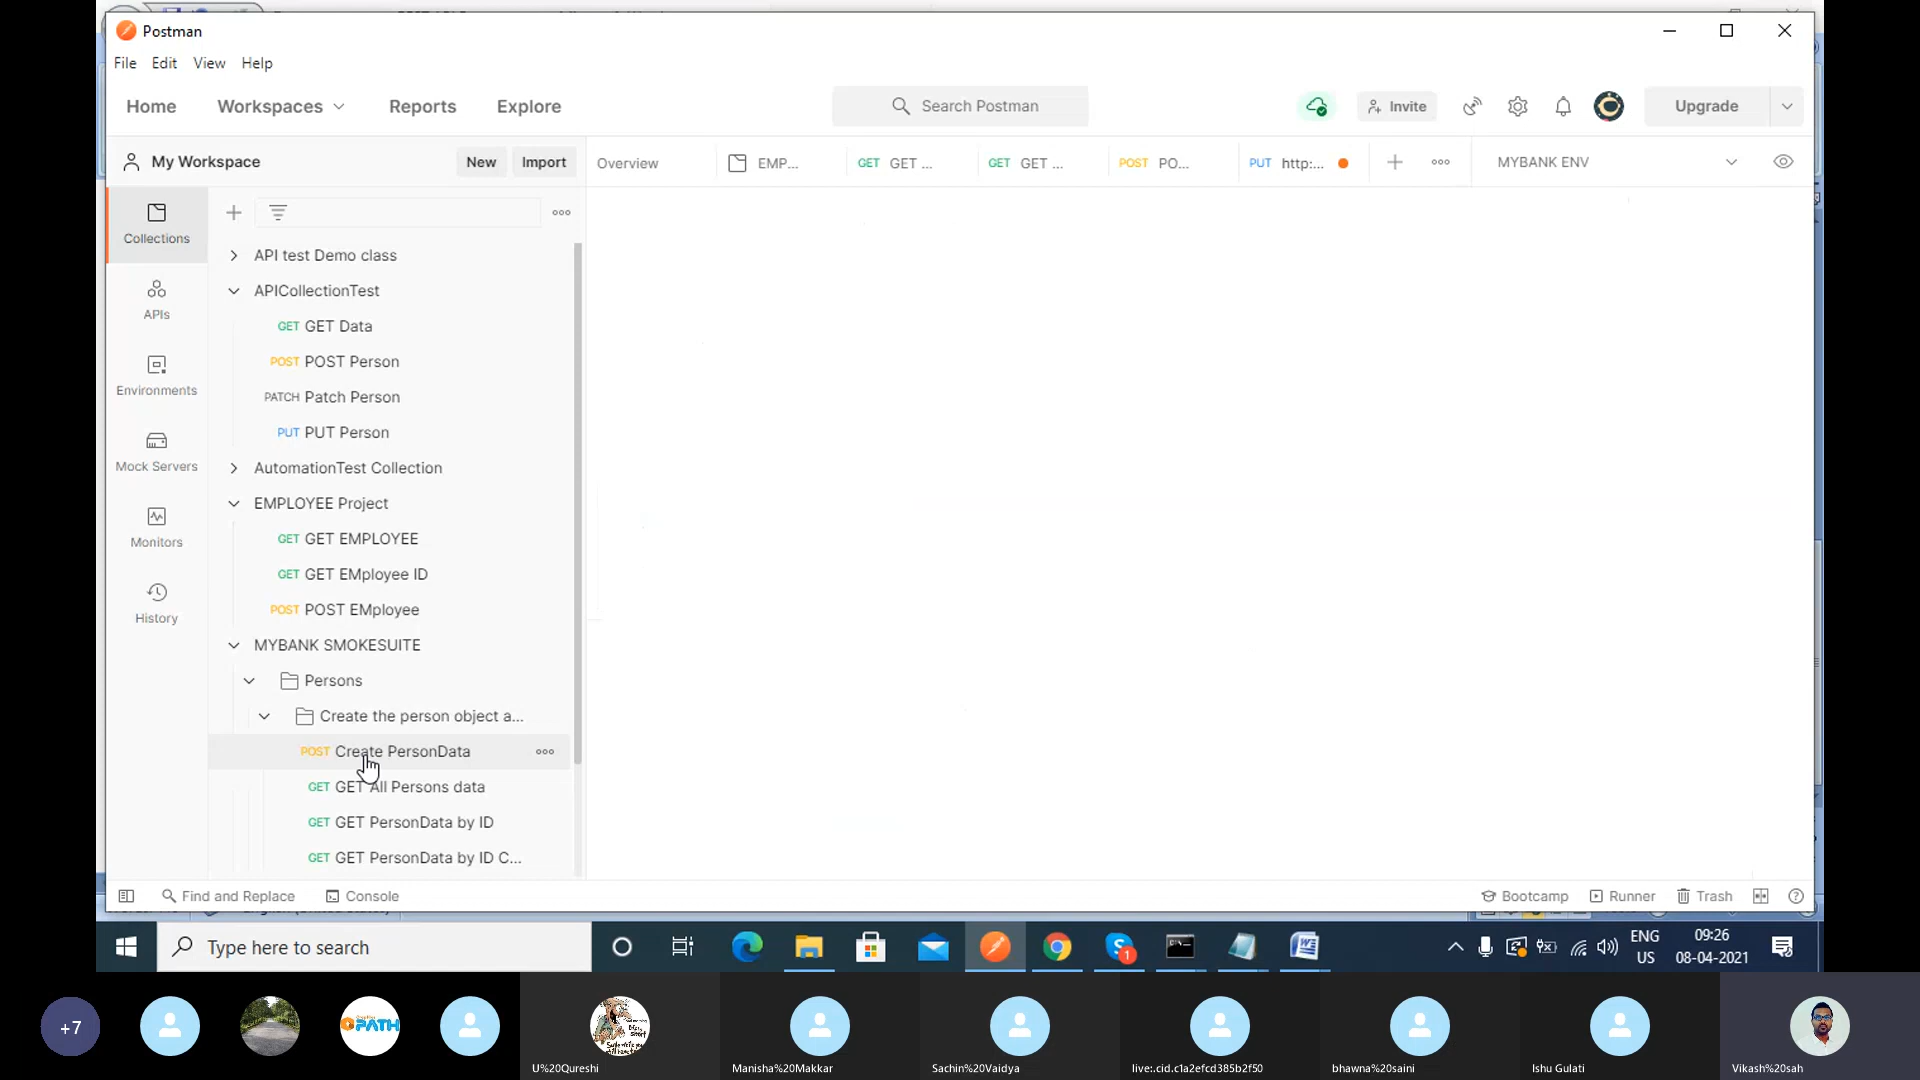 Postman
File Edit View Help
Home Workspaces Reports Explore
Search Postman
Invite
Upgrade
My Workspace
New Import
Overview EMP... GET GET ... GET GET ... POST PO... PUT http:...
MYBANK ENV
Collections
APIs
Environments
Mock Servers
Monitors
History
API test Demo class
APICollectionTest
GET GET Data
POST POST Person
PATCH Patch Person
PUT PUT Person
AutomationTest Collection
EMPLOYEE Project
GET GET EMPLOYEE
GET GET EMployee ID
POST POST EMployee
MYBANK SMOKESUITE
Persons
Create the person object a...
POST Create PersonData
GET GET All Persons data
GET GET PersonData by ID
GET GET PersonData by ID C...
Find and Replace Console
Bootcamp Runner Trash
Type here to search
1
ENG
US
09:26
08-04-2021
+7
PATH
U%20Qureshi
Manisha%20Makkar
Sachin%20Vaidya
live:.cid.c1a2efcd385b2f50
bhawna%20saini
Ishu Gulati
Vikash%20sah